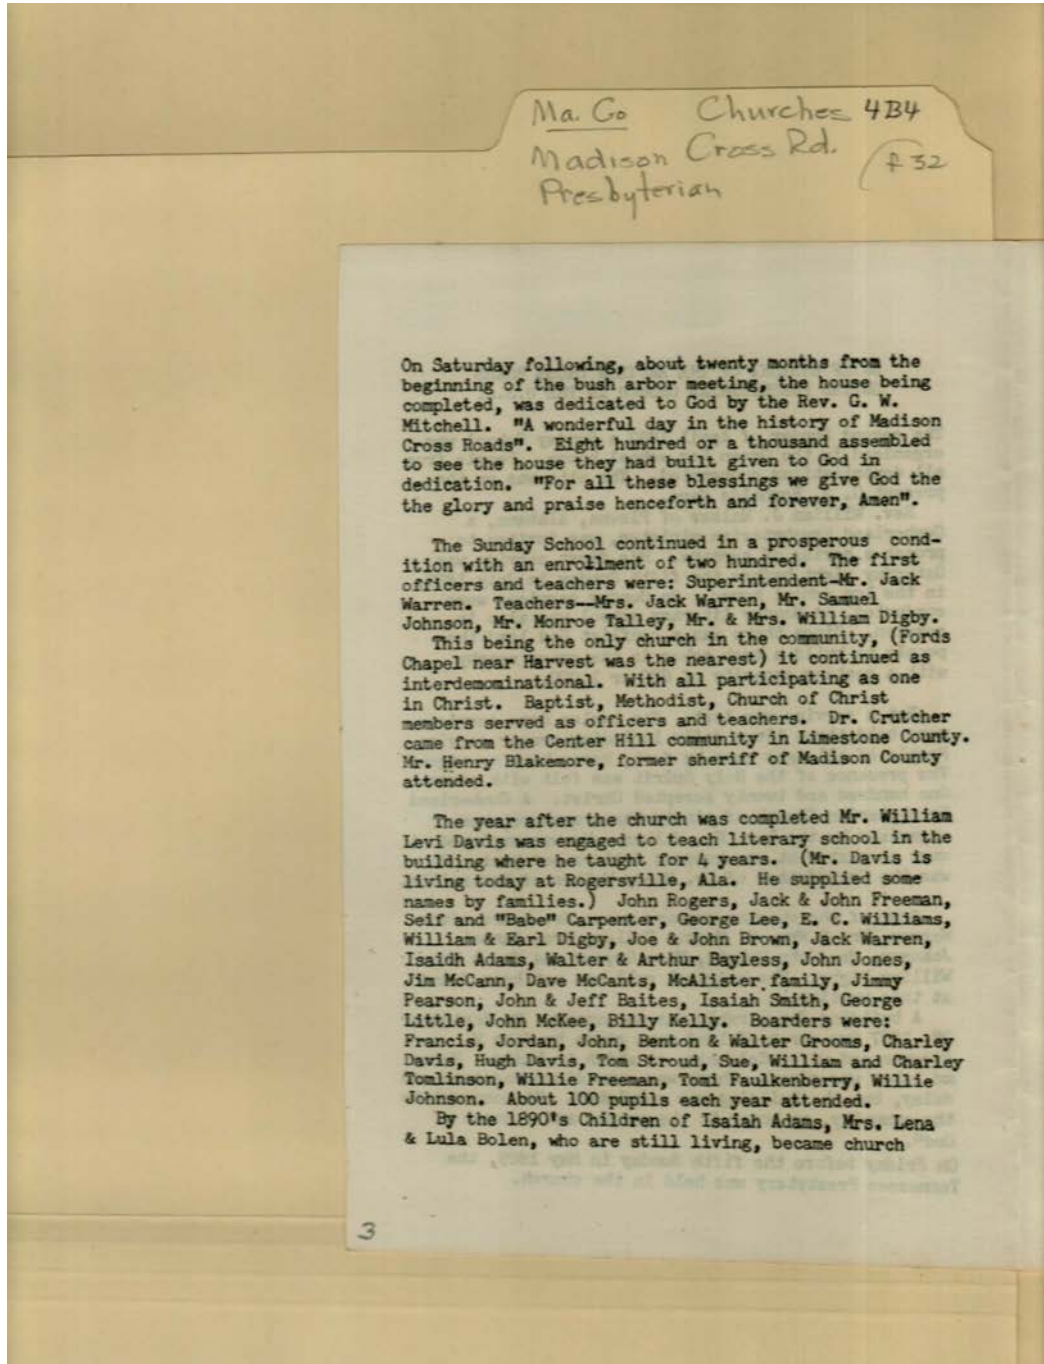 Ma. Co Churches 4B4
Madison Cross Rd. f 32
Presbyterian
On Saturday following, about twenty months from the
beginning of the bush arbor meeting, the house being
completed, was dedicated to God by the Rev. G. W.
Mitchell. "A wonderful day in the history of Madison
Cross Roads". Eight hundred or a thousand assembled
to see the house they had built given to God in
dedication. "For all these blessings we give God the
the glory and praise henceforth and forever, Amen".
The Sunday School continued in a prosperous cond-
ition with an enrollment of two hundred. The first
officers and teachers were: Superintendent-Mr. Jack
Warren. Teachers--Mrs. Jack Warren, Mr. Samuel
Johnson, Mr. Monroe Talley, Mr. & Mrs. William Digby.
This being the only church in the community, (Fords
Chapel near Harvest was the nearest) it continued as
interdemominational. With all participating as one
in Christ. Baptist, Methodist, Church of Christ
members served as officers and teachers. Dr. Crutcher
came from the Center Hill community in Limestone County.
Mr. Henry Blakemore, former sheriff of Madison County
attended.
The year after the church was completed Mr. William
Levi Davis was engaged to teach literary school in the
building where he taught for 4 years. (Mr. Davis is
living today at Rogersville, Ala. He supplied some
names by families.) John Rogers, Jack & John Freeman,
Seif and "Babe" Carpenter, George Lee, E. C. Williams,
William & Earl Digby, Joe & John Brown, Jack Warren,
Isaidh Adams, Walter & Arthur Bayless, John Jones,
Jim McCann, Dave McCants, McAlister family, Jimmy
Pearson, John & Jeff Baites, Isaiah Smith, George
Little, John McKee, Billy Kelly. Boarders were:
Francis, Jordan, John, Benton & Walter Grooms, Charley
Davis, Hugh Davis, Tom Stroud, Sue, William and Charley
Tomlinson, Willie Freeman, Tomi Faulkenberry, Willie
Johnson. About 100 pupils each year attended.
By the 1890's Children of Isaiah Adams, Mrs. Lena
& Lula Bolen, who are still living, became church
3